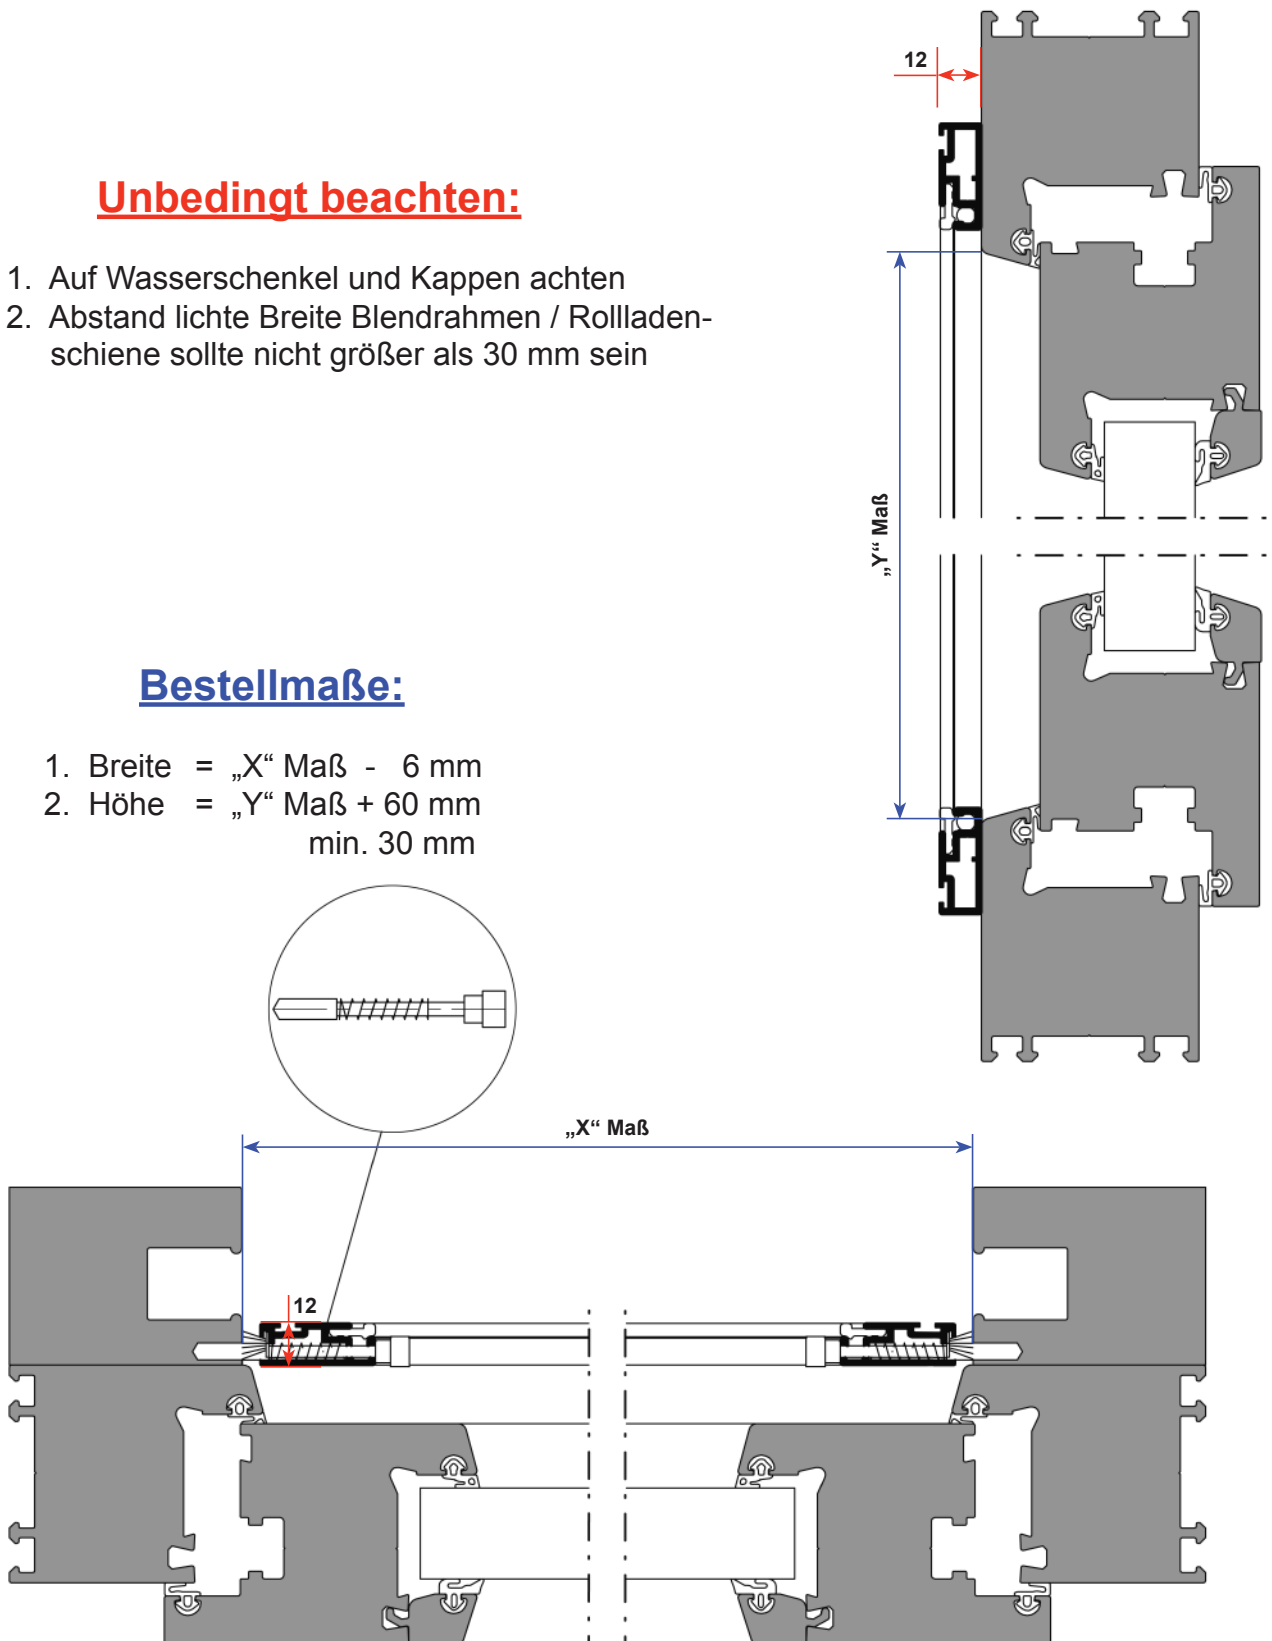 12
Unbedingt beachten:
1. Auf Wasserschenkel und Kappen achten
2. Abstand lichte Breite Blendrahmen / Rollladen-
schiene sollte nicht größer als 30 mm sein
„Y“ Maß
Bestellmaße:
1. Breite = „X“ Maß - 6 mm
2. Höhe = „Y“ Maß + 60 mm
min. 30 mm
„X“ Maß
12